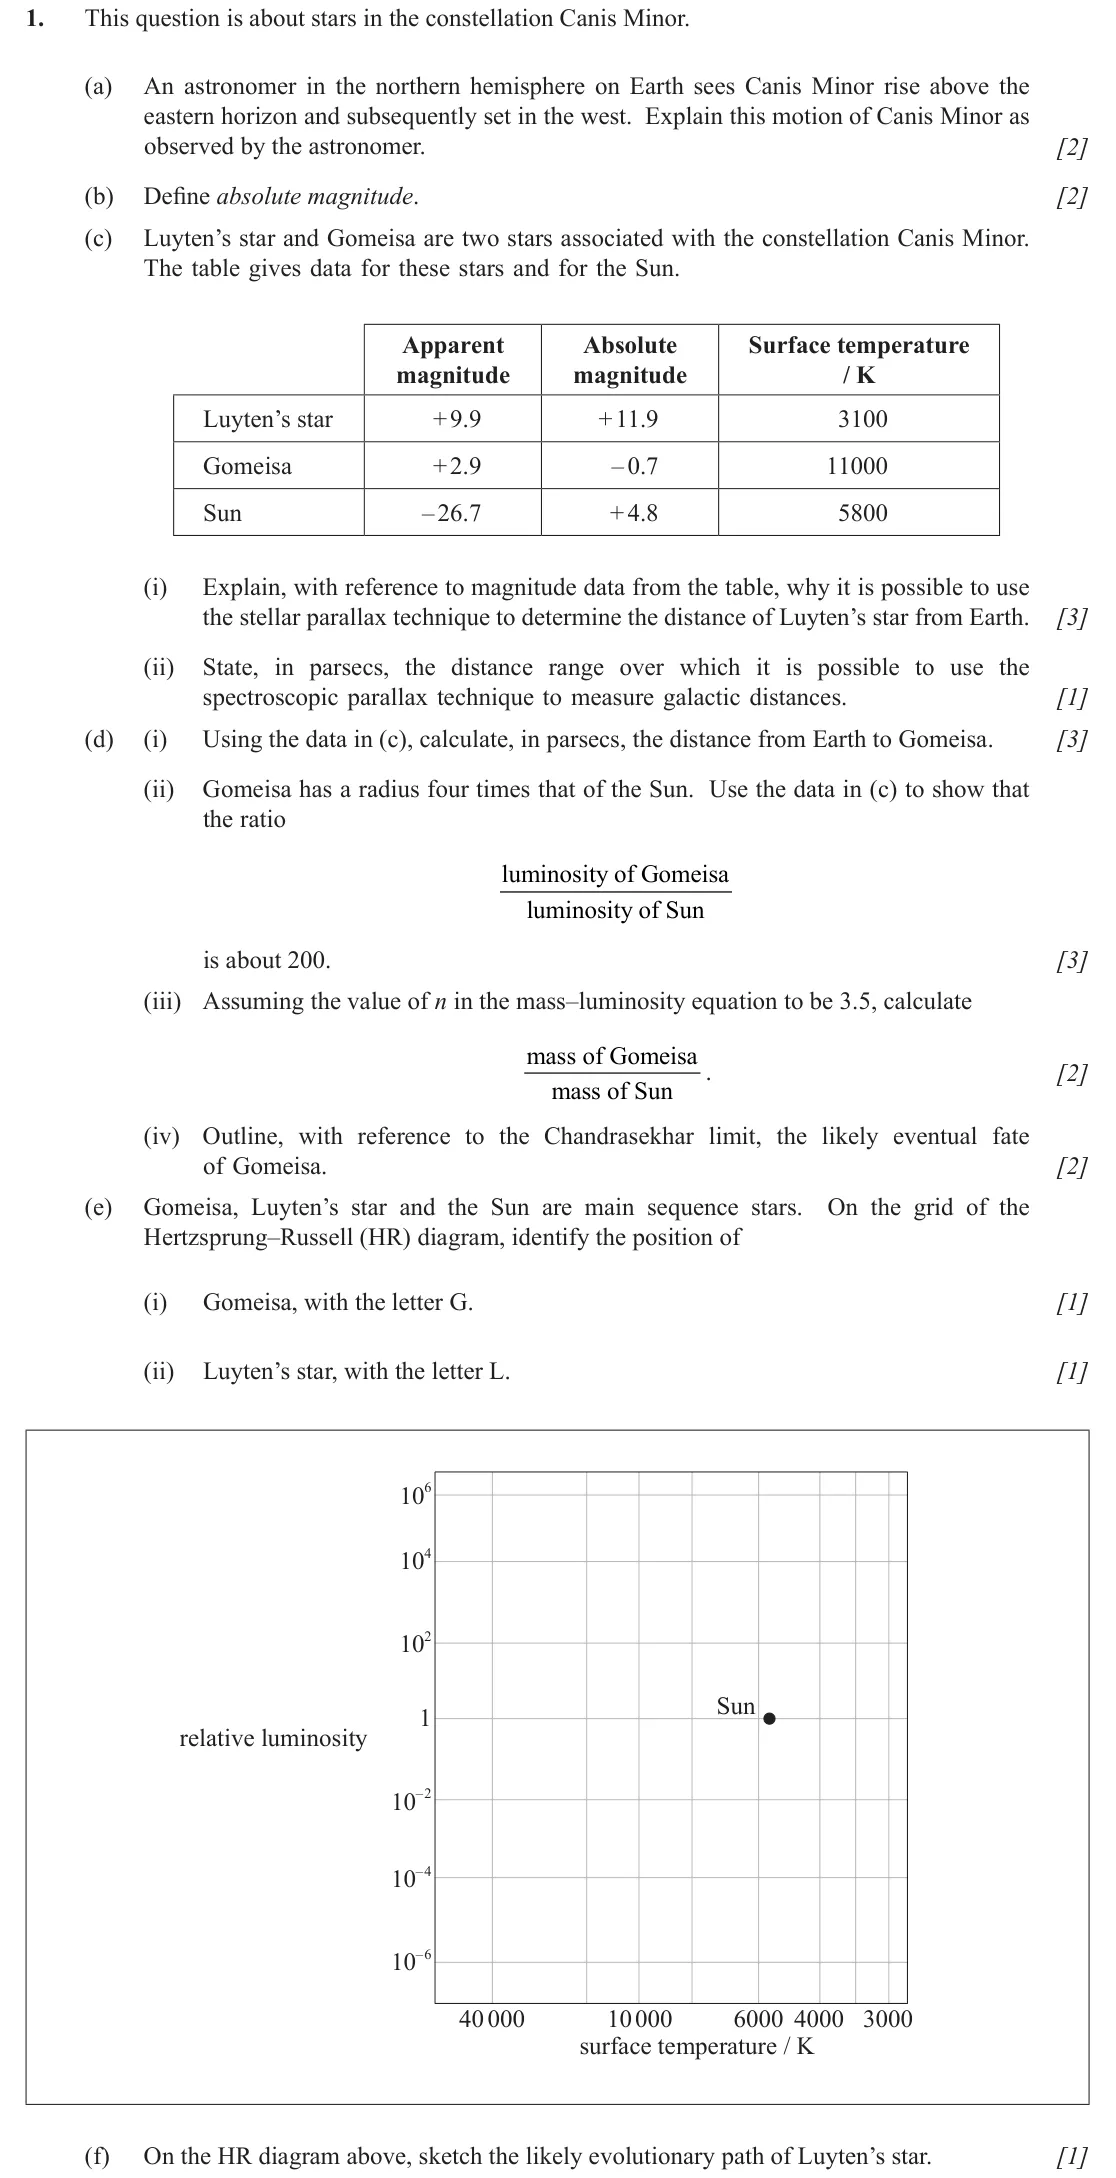 1. This question is about stars in the constellation Canis Minor.
(a) An astronomer in the northern hemisphere on Earth sees Canis Minor rise above the
eastern horizon and subsequently set in the west. Explain this motion of Canis Minor as
observed by the astronomer. [2]
(b) Define absolute magnitude. [2]
(c) Luyten’s star and Gomeisa are two stars associated with the constellation Canis Minor.
The table gives data for these stars and for the Sun.
Apparent magnitude Absolute magnitude Surface temperature / K
Luyten’s star +9.9 +11.9 3100
Gomeisa +2.9 –0.7 11000
Sun –26.7 +4.8 5800
(i) Explain, with reference to magnitude data from the table, why it is possible to use
the stellar parallax technique to determine the distance of Luyten’s star from Earth. [3]
(ii) State, in parsecs, the distance range over which it is possible to use the
spectroscopic parallax technique to measure galactic distances. [1]
(d) (i) Using the data in (c), calculate, in parsecs, the distance from Earth to Gomeisa. [3]
(ii) Gomeisa has a radius four times that of the Sun. Use the data in (c) to show that
the ratio
luminosity of Gomeisa
luminosity of Sun
is about 200. [3]
(iii) Assuming the value of n in the mass–luminosity equation to be 3.5, calculate
mass of Gomeisa
mass of Sun . [2]
(iv) Outline, with reference to the Chandrasekhar limit, the likely eventual fate
of Gomeisa. [2]
(e) Gomeisa, Luyten’s star and the Sun are main sequence stars. On the grid of the
Hertzsprung–Russell (HR) diagram, identify the position of
(i) Gomeisa, with the letter G. [1]
(ii) Luyten’s star, with the letter L. [1]
10⁶
10⁴
10²
Sun
1
relative luminosity
10⁻²
10⁻⁴
10⁻⁶
40 000 10 000 6000 4000 3000
surface temperature / K
(f) On the HR diagram above, sketch the likely evolutionary path of Luyten’s star. [1]